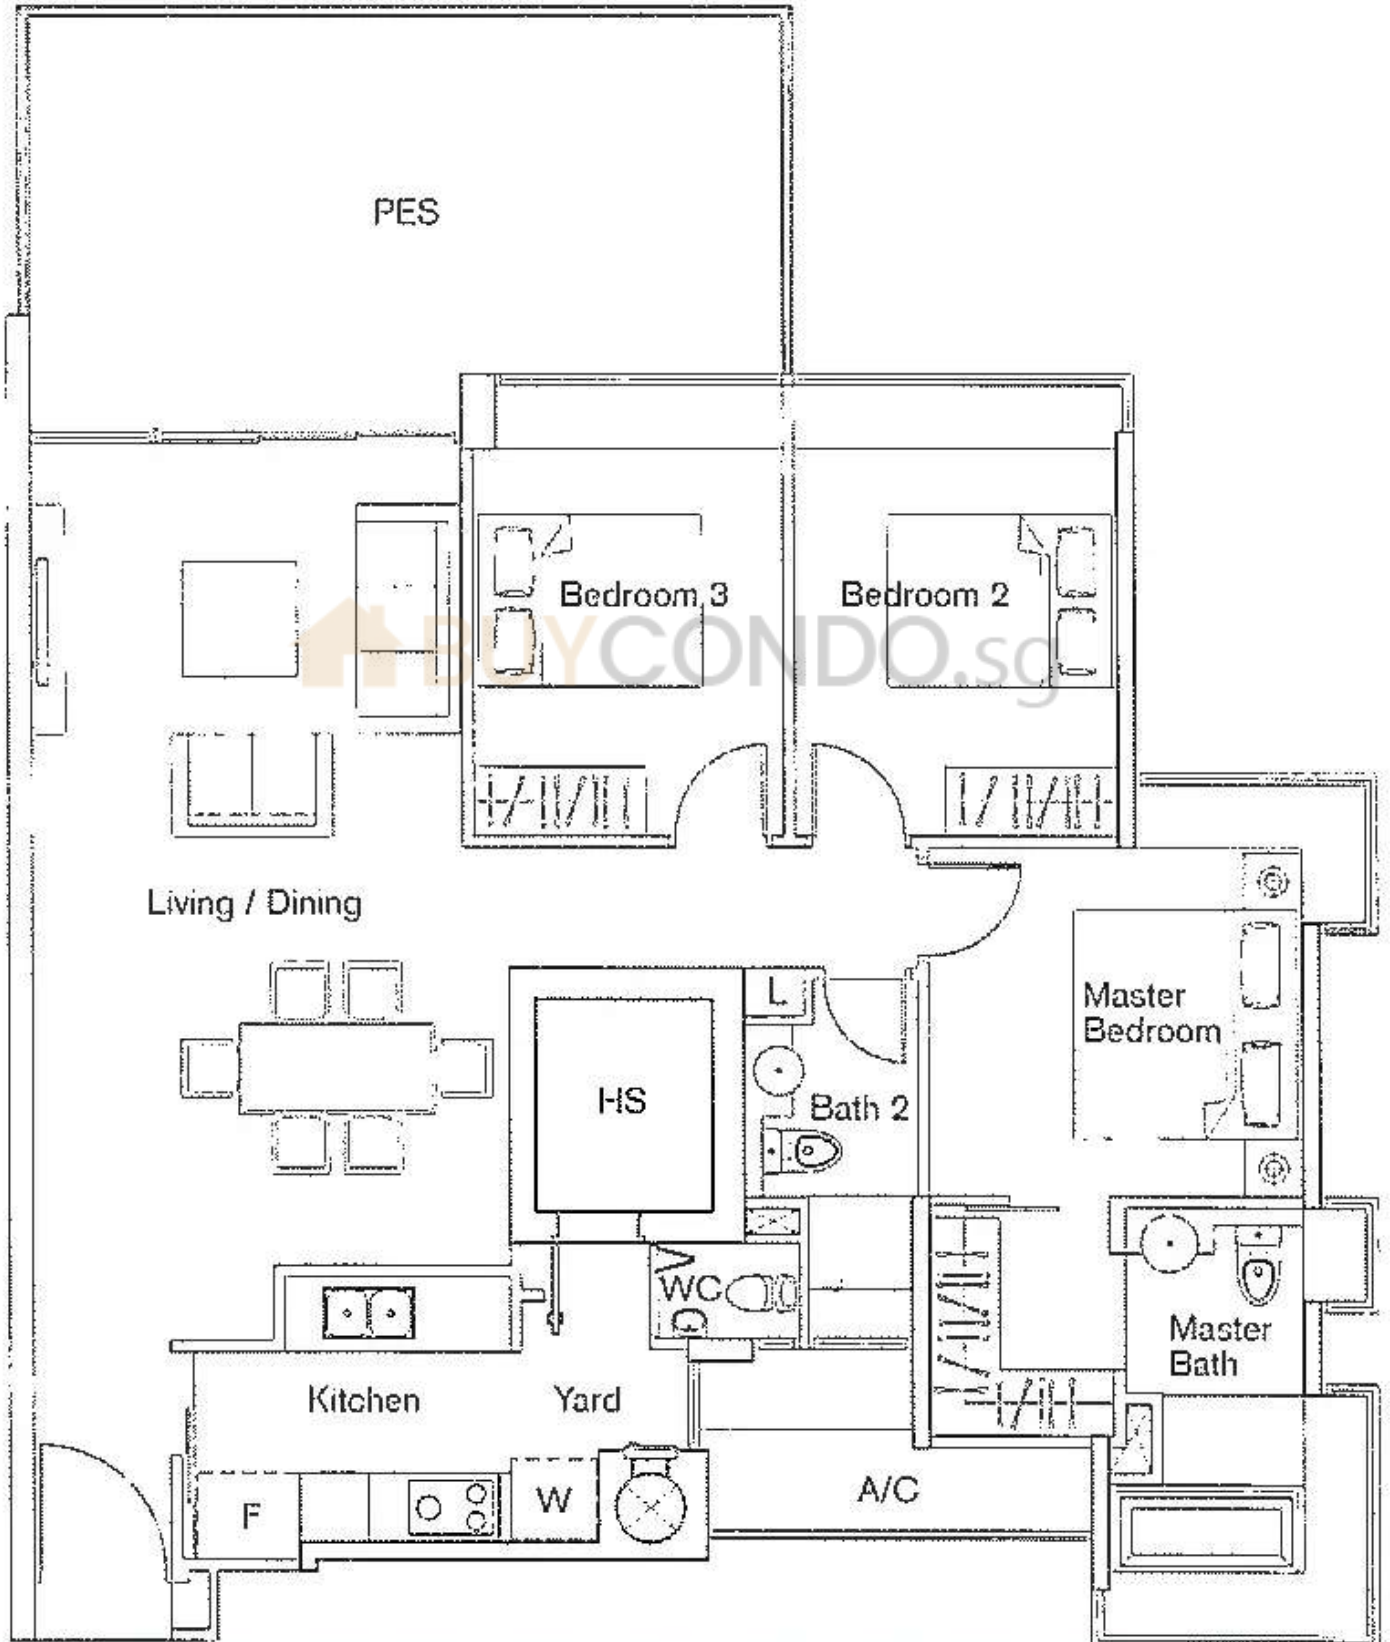 PES
Bedroom 3
Bedroom 2
BUYCONDO.sg
Living / Dining
L
Master
Bedroom
HS
Bath 2
WC
Master
Bath
Kitchen
Yard
A/C
F
W